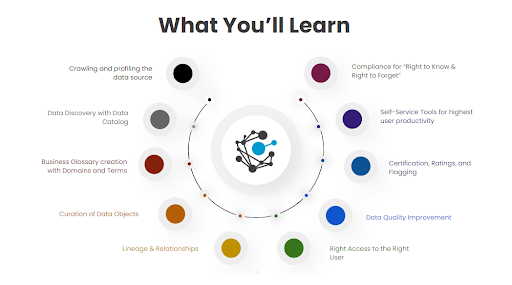 What You’ll Learn
Crawling and profiling the
data source
Data Discovery with Data
Catalog
Business Glossary creation
with Domains and Terms
Curation of Data Objects
Lineage & Relationships
Compliance for “Right to Know &
Right to Forget”
Self-Service Tools for highest
user productivity
Certification, Ratings, and
Flagging
Data Quality Improvement
Right Access to the Right
User